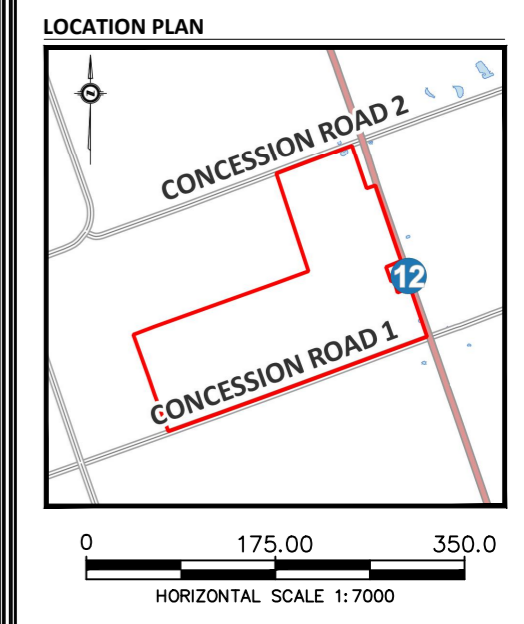 LOCATION PLAN
CONCESSION ROAD 2
12
CONCESSION ROAD 1
0 175.00 350.0
HORIZONTAL SCALE 1:7000